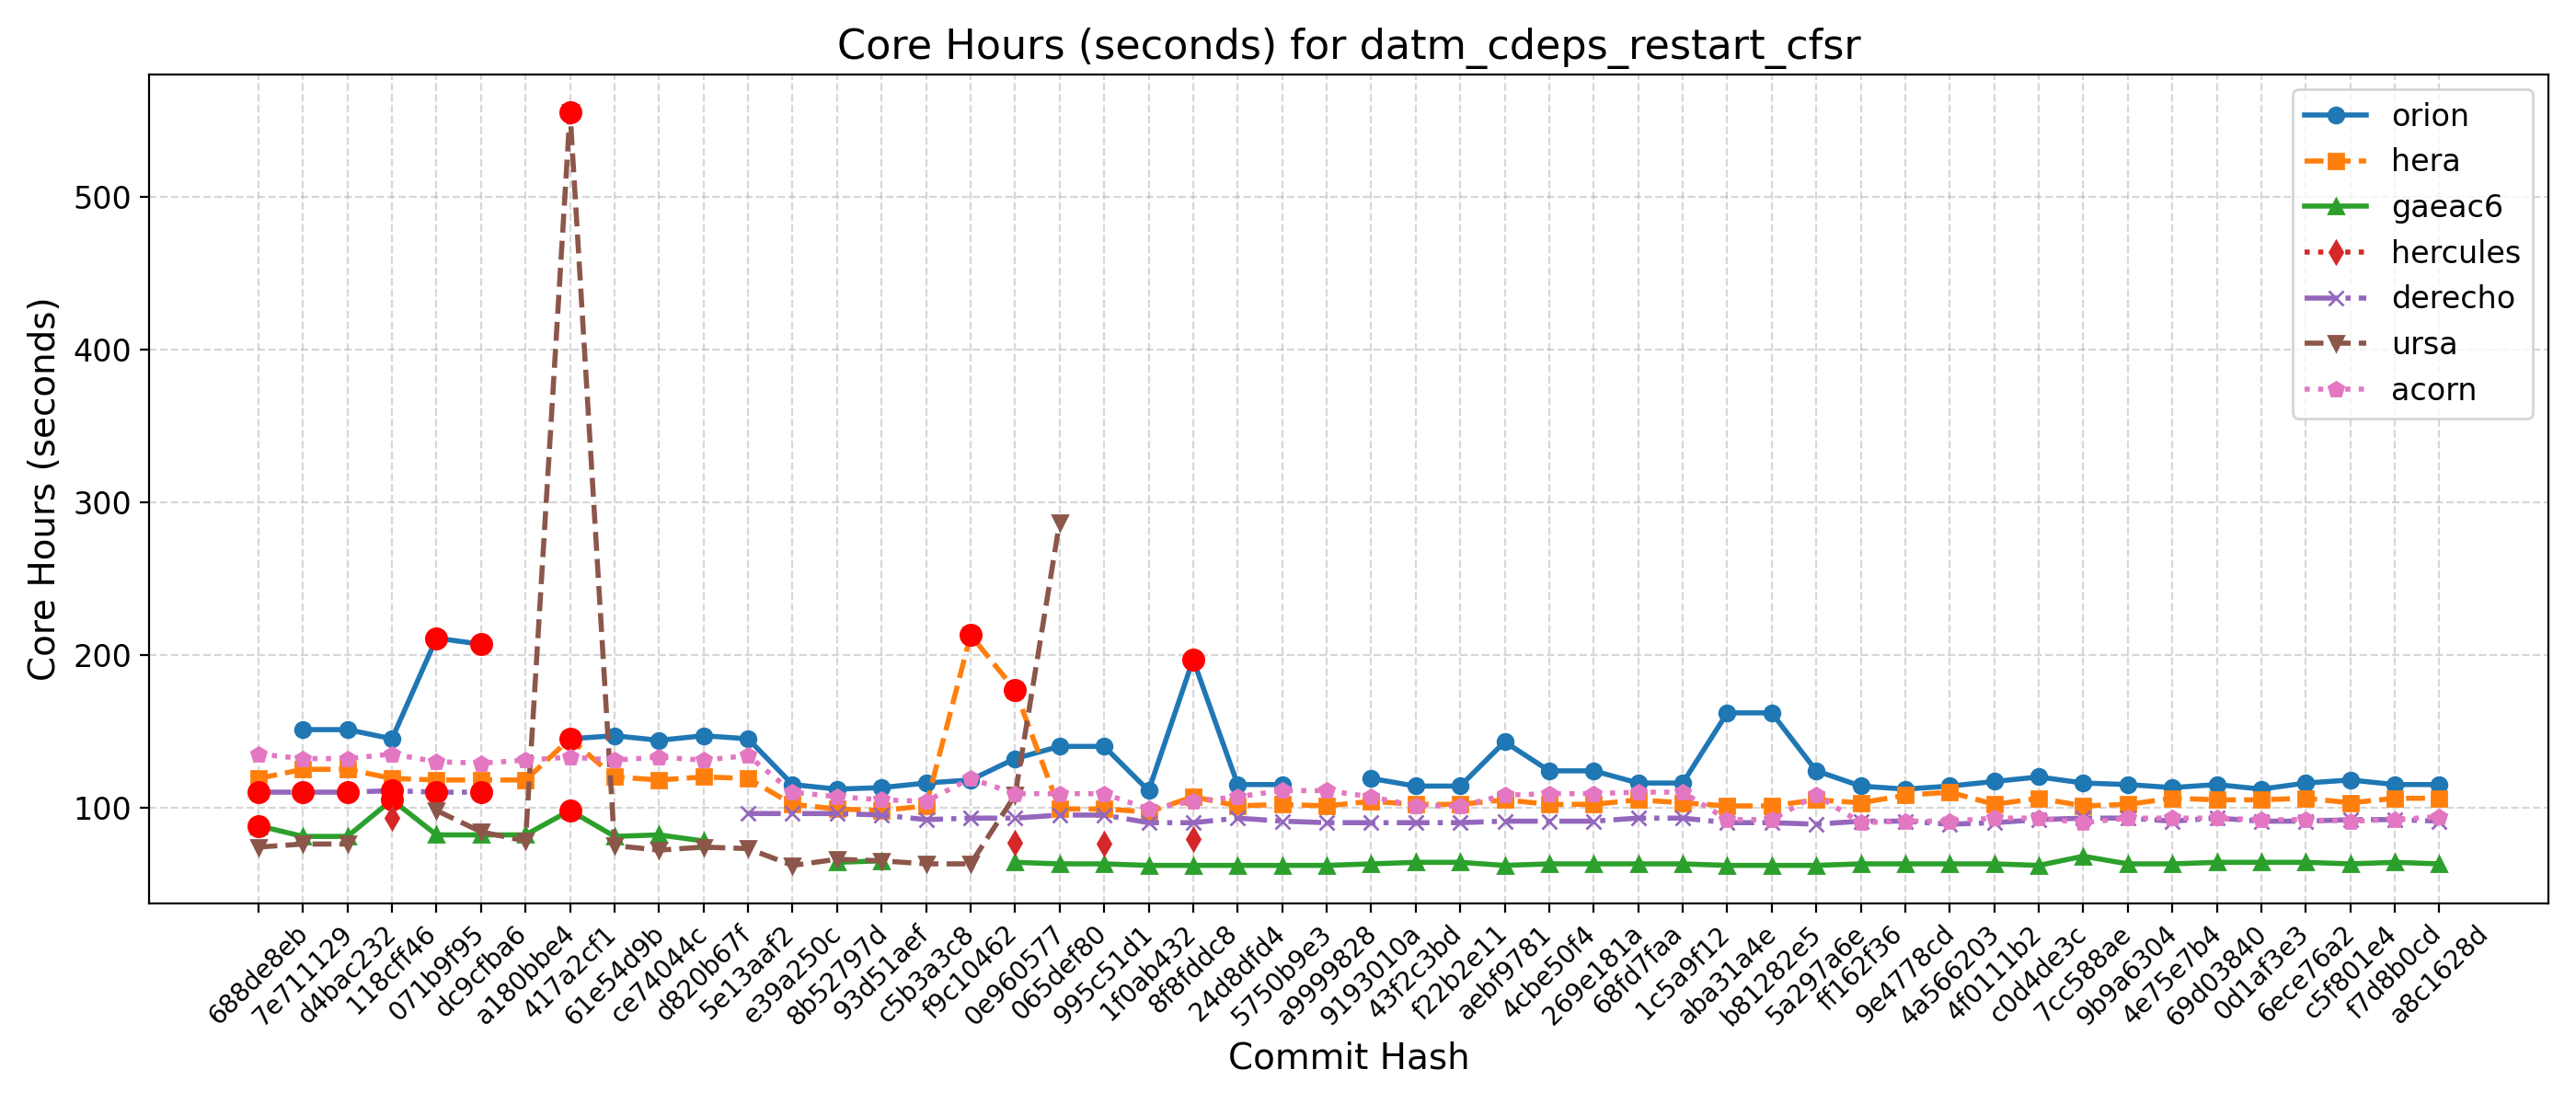 Core Hours (seconds) for datm_cdeps_restart_cfsr
Core Hours (seconds)
500
400
300
200
100
orion
hera
gaeac6
hercules
derecho
ursa
acorn
688de8eb
7e711129
d4bac232
118cff46
071b9f95
dc9cfba6
a180bbe4
417a2cf1
61e54d9b
ce74044c
d820b67f
5e13aaf2
e39a250c
8b52797d
93d51aef
c5b3a3c8
f9c10462
0e960577
065def80
995c51d1
1f0ab432
8f8fddc8
24d8dfd4
5750b9e3
a9999828
9193010a
43f2c3bd
f22b2e11
aebf9781
4cbe50f4
269e181a
68fd7faa
1c5a9f12
aba31a4e
b81282e5
5a297a6e
ff162f36
9e4778cd
4a566203
4f0111b2
c0d4de3c
7cc588ae
9b9a6304
4e75e7b4
69d03840
0d1af3e3
6ece76a2
c5f801e4
f7d8b0cd
a8c1628d
Commit Hash